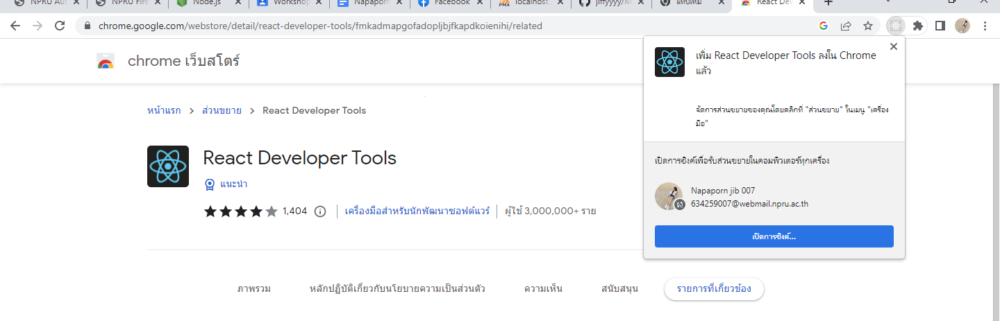 NPRU Aut
NPRU Fire
Node.js
Workshop
Napaporn
Facebook
localhost
jiffyyyy/M
แท็บใหม่
React Dev
chrome.google.com/webstore/detail/react-developer-tools/fmkadmapgofadopljbjfkapdkoienihi/related
chrome เว็บสโตร์
เพิ่ม React Developer Tools ลงใน Chrome
แล้ว
จัดการส่วนขยายของคุณโดยคลิกที่ "ส่วนขยาย" ในเมนู "เครื่อง
มือ"
เปิดการซิงค์เพื่อรับส่วนขยายในคอมพิวเตอร์ทุกเครื่อง
Napaporn jib 007
634259007@webmail.npru.ac.th
เปิดการซิงค์...
หน้าแรก
ส่วนขยาย
React Developer Tools
React Developer Tools
แนะนำ
1,404
เครื่องมือสำหรับนักพัฒนาซอฟต์แวร์
ผู้ใช้ 3,000,000+ ราย
ภาพรวม
หลักปฏิบัติเกี่ยวกับนโยบายความเป็นส่วนตัว
ความเห็น
สนับสนุน
รายการที่เกี่ยวข้อง